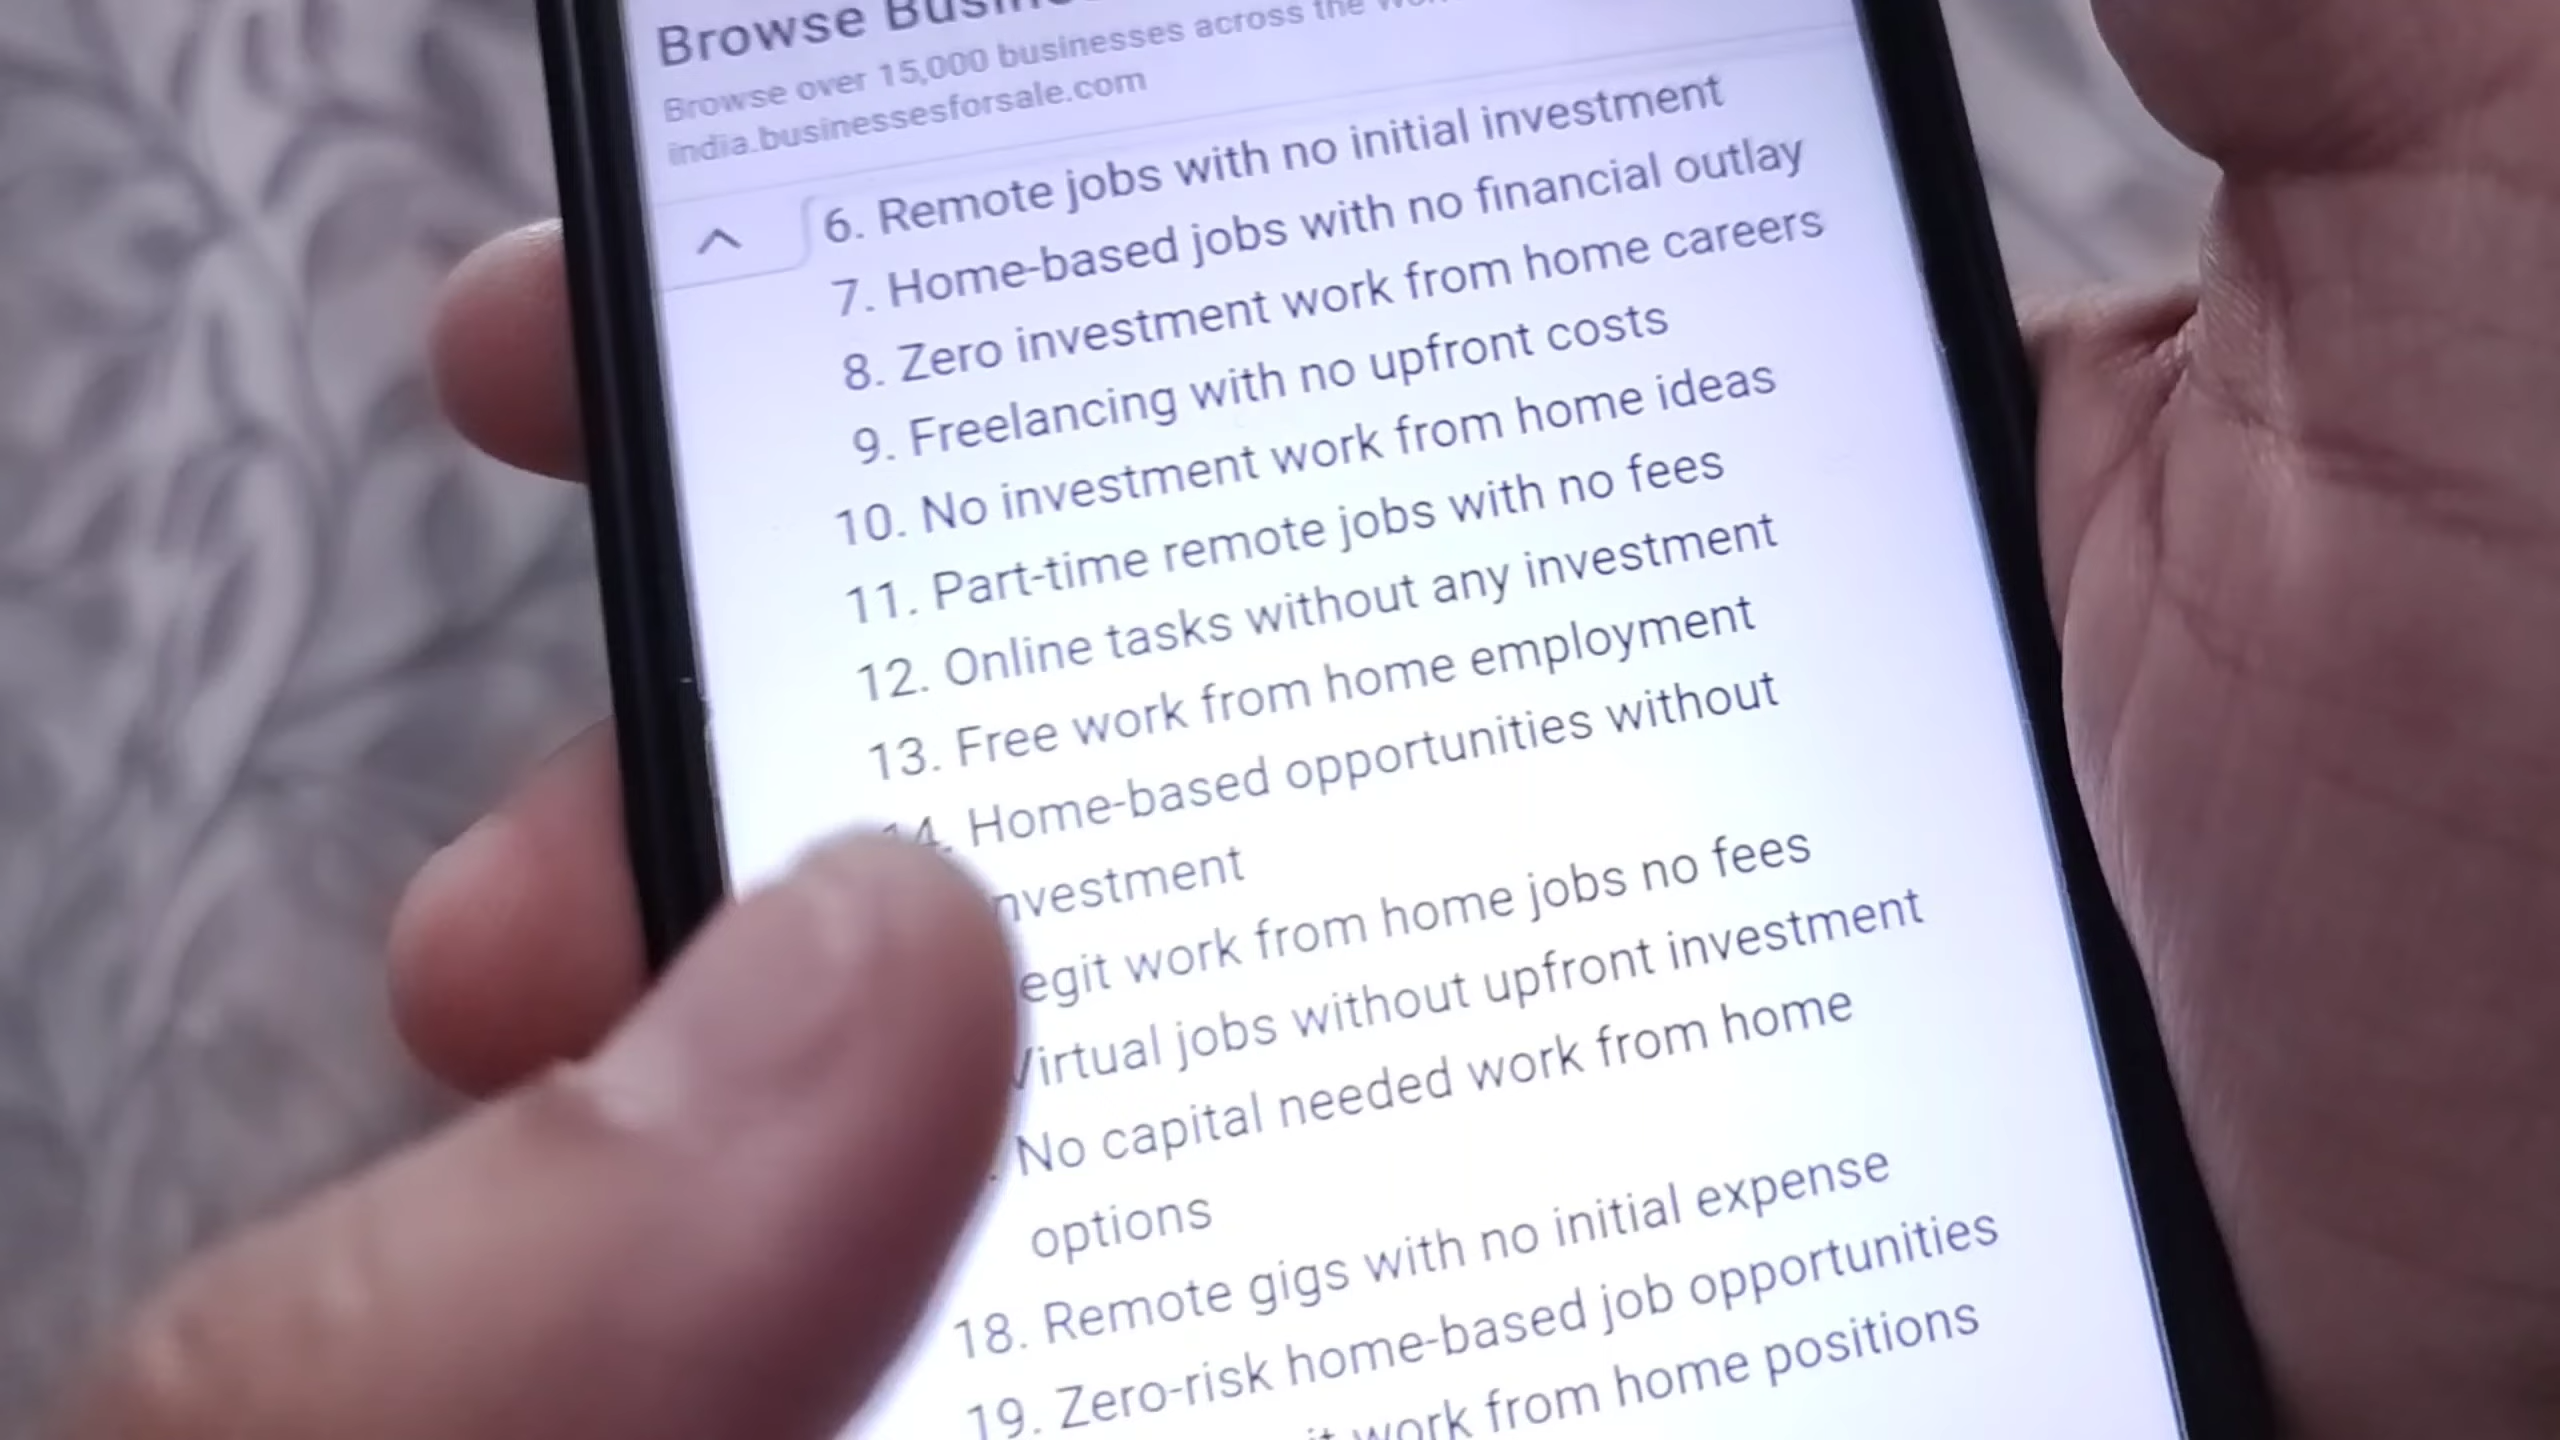 Browse
Browse over 15,000 businesses across the
india.businessesforsale.com
6. Remote jobs with no initial investment
7. Home-based jobs with no financial outlay
8. Zero investment work from home careers
9. Freelancing with no upfront costs
10. No investment work from home ideas
11. Part-time remote jobs with no fees
12. Online tasks without any investment
13. Free work from home employment
14. Home-based opportunities without
nvestment
egit work from home jobs no fees
Virtual jobs without upfront investment
. No capital needed work from home
options
18. Remote gigs with no initial expense
19. Zero-risk home-based job opportunities
work from home positions